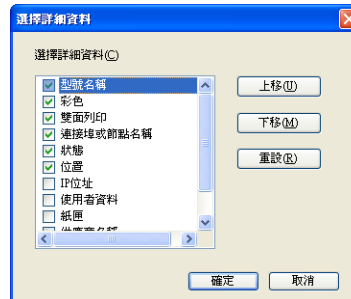 選擇詳細資料
選擇詳細資料(C)
型號名稱
彩色
雙面列印
連接埠或節點名稱
狀態
位置
IP位址
使用者資料
紙匣
上移(U)
下移(M)
重設(R)
確定
取消